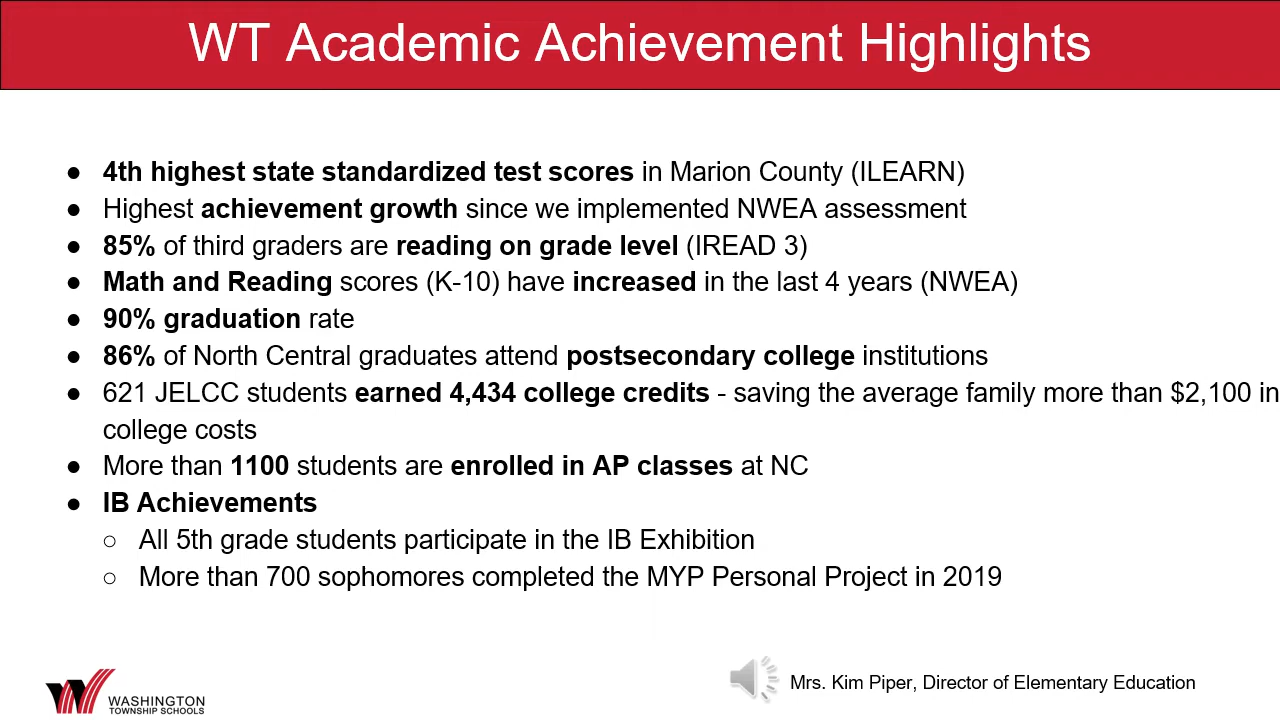 WT Academic Achievement Highlights
● 4th highest state standardized test scores in Marion County (ILEARN)
● Highest achievement growth since we implemented NWEA assessment
● 85% of third graders are reading on grade level (IREAD 3)
● Math and Reading scores (K-10) have increased in the last 4 years (NWEA)
● 90% graduation rate
● 86% of North Central graduates attend postsecondary college institutions
● 621 JELCC students earned 4,434 college credits - saving the average family more than $2,100 in
college costs
● More than 1100 students are enrolled in AP classes at NC
● IB Achievements
○ All 5th grade students participate in the IB Exhibition
○ More than 700 sophomores completed the MYP Personal Project in 2019
WASHINGTON
TOWNSHIP SCHOOLS
Mrs. Kim Piper, Director of Elementary Education